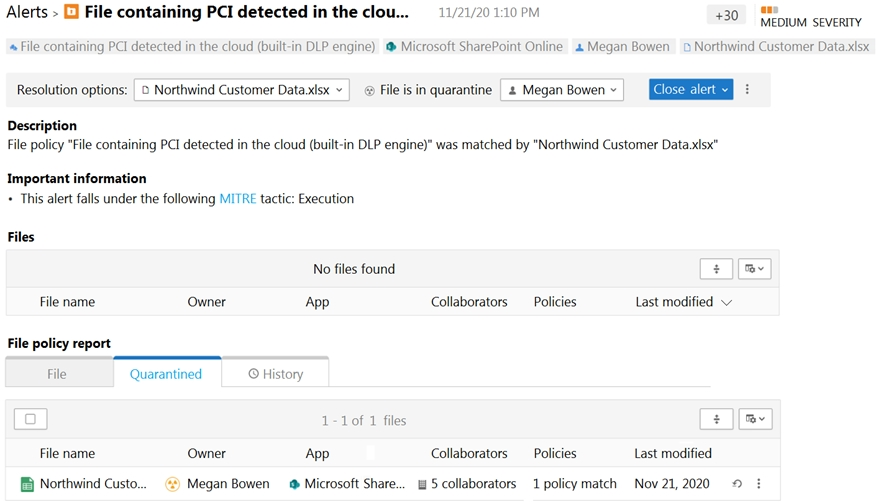 Alerts > File containing PCI detected in the clou... 11/21/20 1:10 PM +30 MEDIUM SEVERITY
File containing PCI detected in the cloud (built-in DLP engine) Microsoft SharePoint Online Megan Bowen Northwind Customer Data.xlsx
Resolution options: Northwind Customer Data.xlsx File is in quarantine Megan Bowen Close alert
Description
File policy "File containing PCI detected in the cloud (built-in DLP engine)" was matched by "Northwind Customer Data.xlsx"
Important information
• This alert falls under the following MITRE tactic: Execution
Files
No files found
File name Owner App Collaborators Policies Last modified
File policy report
File Quarantined History
1 - 1 of 1 files
File name Owner App Collaborators Policies Last modified
Northwind Custo... Megan Bowen Microsoft Share... 5 collaborators 1 policy match Nov 21, 2020